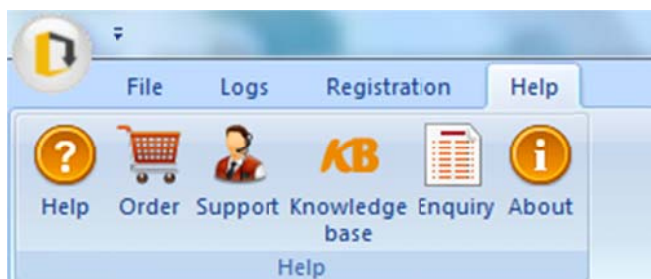 File Logs Registration Help
?
KB
i
Help Order Support Knowledge base Enquiry About
Help